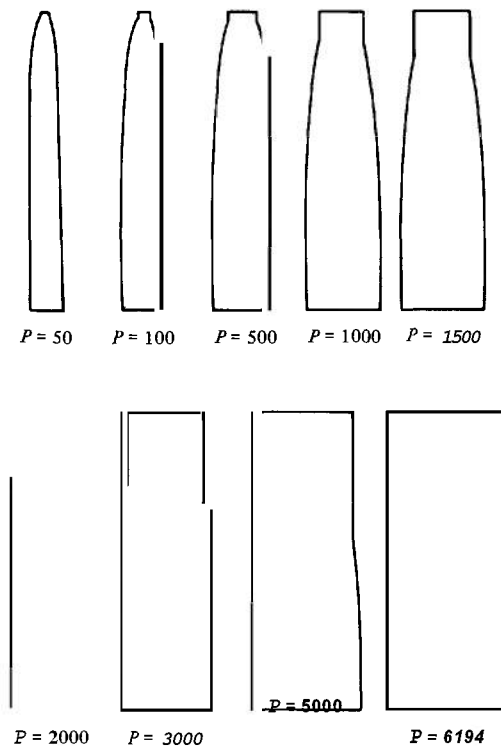 P = 50 P = 100 P = 500 P = 1000 P = 1500
P = 5000
P = 2000 P = 3000 P = 6194